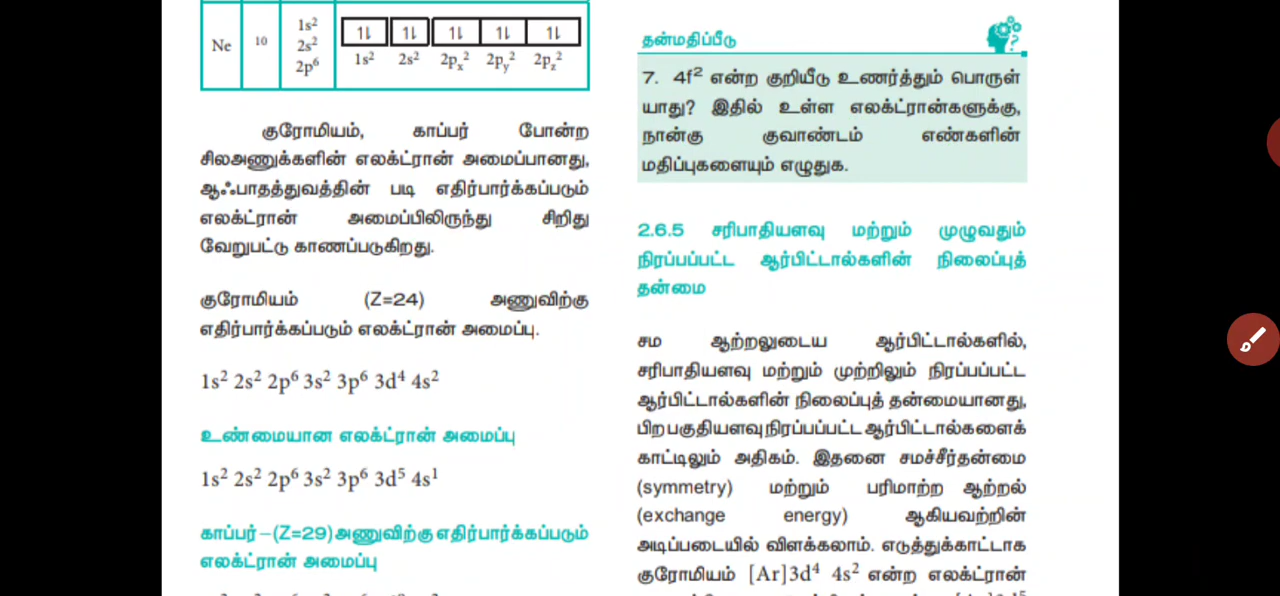 Ne 10 1s² 2s² 2p⁶ 1⇂ 1⇂ 1⇂ 1⇂ 1⇂
1s² 2s² 2pₓ² 2pᵧ² 2p_z²
குரோமியம், காப்பர் போன்ற
சிலஅணுக்களின் எலக்ட்ரான் அமைப்பானது,
ஆஃபாதத்துவத்தின் படி எதிர்பார்க்கப்படும்
எலக்ட்ரான் அமைப்பிலிருந்து சிறிது
வேறுபட்டு காணப்படுகிறது.
குரோமியம் (Z=24) அணுவிற்கு
எதிர்பார்க்கப்படும் எலக்ட்ரான் அமைப்பு.
1s² 2s² 2p⁶ 3s² 3p⁶ 3d⁴ 4s²
உண்மையான எலக்ட்ரான் அமைப்பு
1s² 2s² 2p⁶ 3s² 3p⁶ 3d⁵ 4s¹
காப்பர் – (Z=29) அணுவிற்கு எதிர்பார்க்கப்படும்
எலக்ட்ரான் அமைப்பு
தன்மதிப்பீடு
7. 4f² என்ற குறியீடு உணர்த்தும் பொருள்
யாது? இதில் உள்ள எலக்ட்ரான்களுக்கு,
நான்கு குவாண்டம் எண்களின்
மதிப்புகளையும் எழுதுக.
2.6.5 சரிபாதியளவு மற்றும் முழுவதும்
நிரப்பப்பட்ட ஆர்பிட்டால்களின் நிலைப்புத்
தன்மை
சம ஆற்றலுடைய ஆர்பிட்டால்களில்,
சரிபாதியளவு மற்றும் முற்றிலும் நிரப்பப்பட்ட
ஆர்பிட்டால்களின் நிலைப்புத் தன்மையானது,
பிற பகுதியளவு நிரப்பப்பட்ட ஆர்பிட்டால்களைக்
காட்டிலும் அதிகம். இதனை சமச்சீர்தன்மை
(symmetry) மற்றும் பரிமாற்ற ஆற்றல்
(exchange energy) ஆகியவற்றின்
அடிப்படையில் விளக்கலாம். எடுத்துக்காட்டாக
குரோமியம் [Ar]3d⁴ 4s² என்ற எலக்ட்ரான்